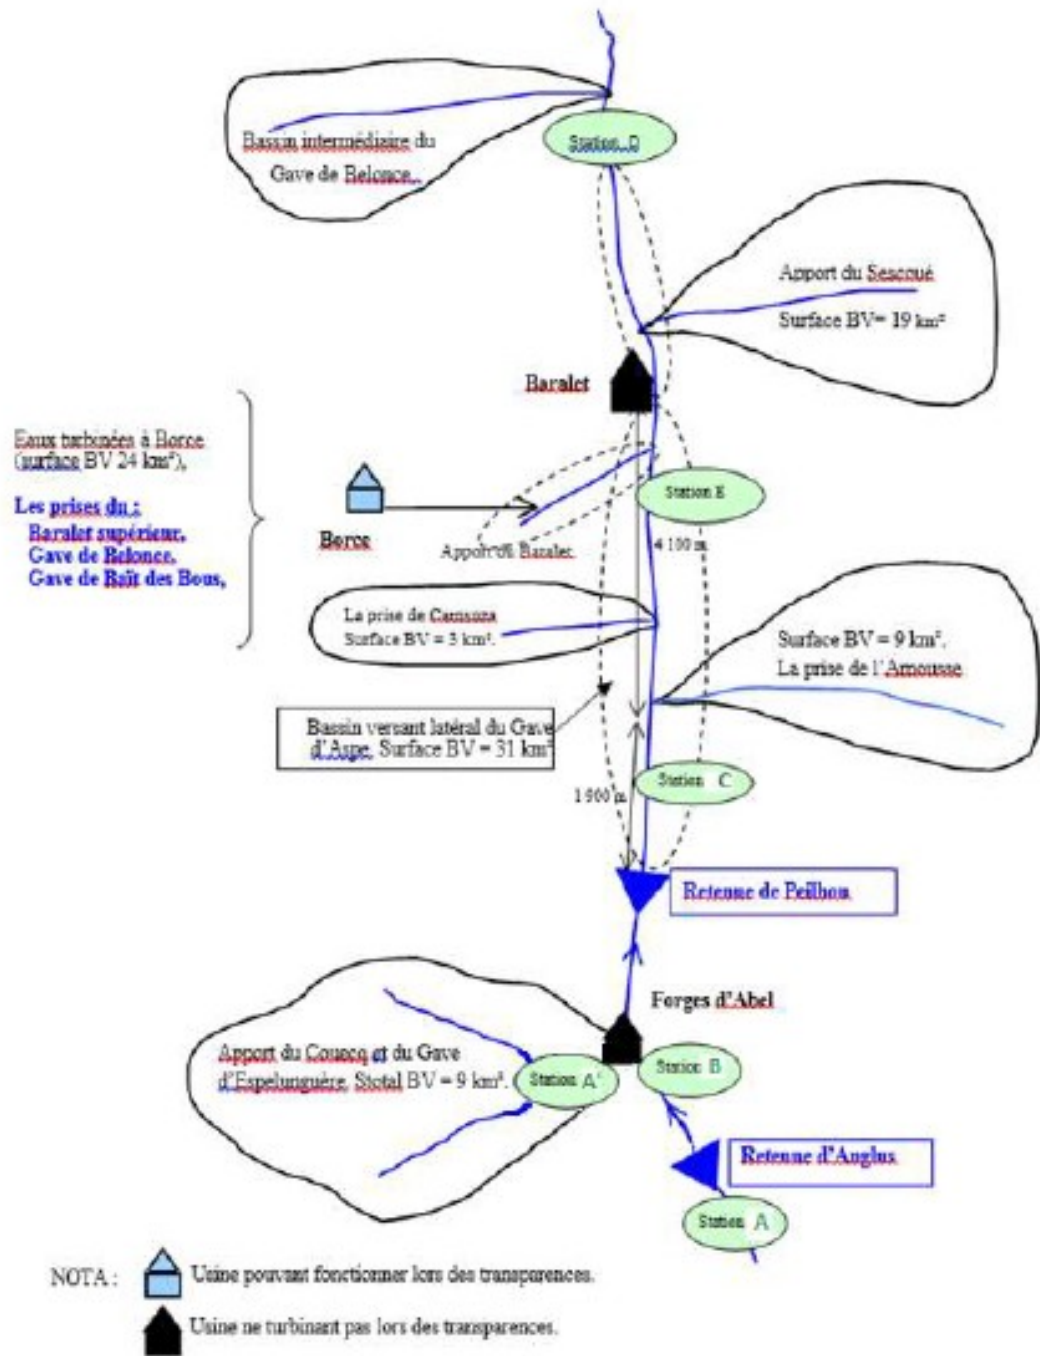 Station D
Bassin intermédiaire du
Gave de Belonce,
Apport du Sescoué
Surface BV= 19 km²
Baralet
Eaux turbinées à Borce
(surface BV 24 km²),
Les prises du :
Baralet supérieur,
Gave de Belonce,
Gave de Baït des Bous,
Borce
Apport du Baralet
Station E
4 100 m
La prise de Camsuza
Surface BV = 3 km².
Surface BV = 9 km².
La prise de l'Arnousse
Bassin versant latéral du Gave
d'Aspe, Surface BV = 31 km²
Station C
1 900 m
Retenue de Peilhou
Forges d'Abel
Apport du Couecq et du Gave
d'Espelunguère, Stotal BV = 9 km².
Station A'
Station B
Retenue d'Anglus
Station A
NOTA :
Usine pouvant fonctionner lors des transparences.
Usine ne turbinant pas lors des transparences.